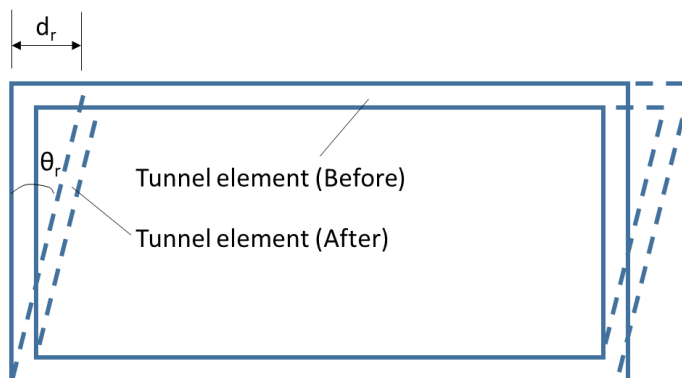 dr
θr
Tunnel element (Before)
Tunnel element (After)